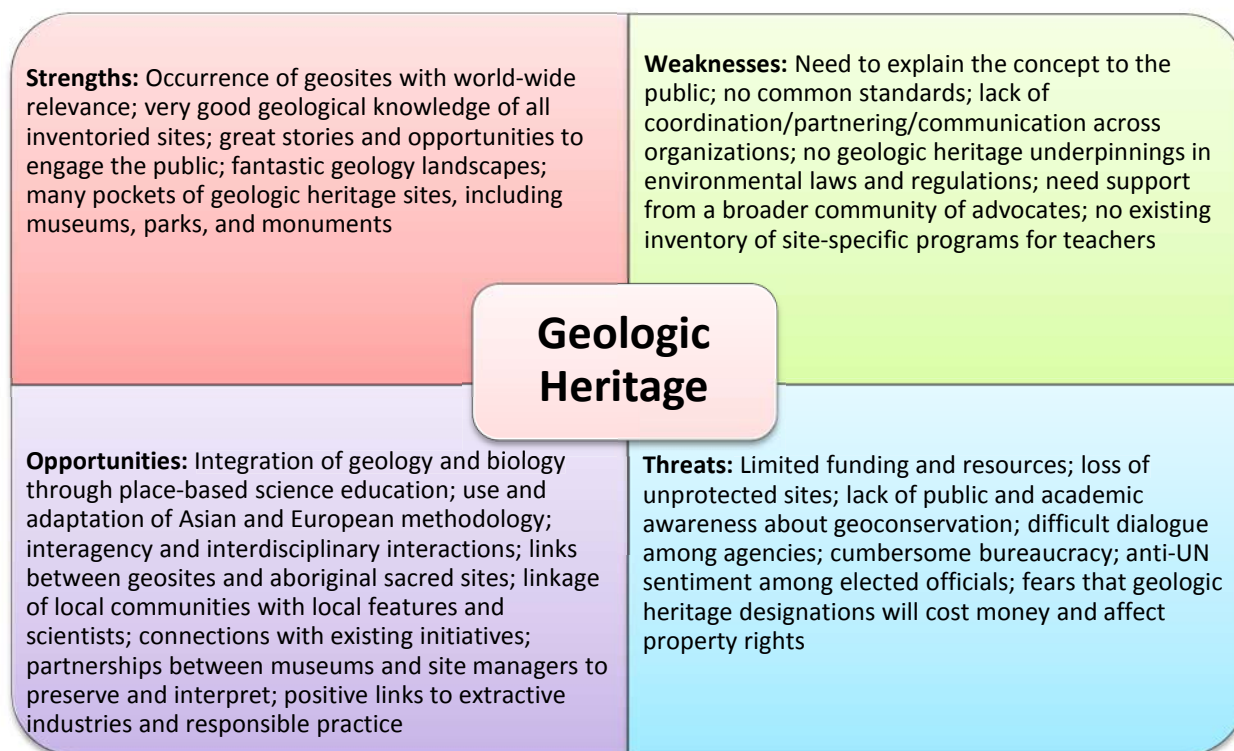 Strengths: Occurrence of geosites with world-wide
relevance; very good geological knowledge of all
inventoried sites; great stories and opportunities to
engage the public; fantastic geology landscapes;
many pockets of geologic heritage sites, including
museums, parks, and monuments
Weaknesses: Need to explain the concept to the
public; no common standards; lack of
coordination/partnering/communication across
organizations; no geologic heritage underpinnings in
environmental laws and regulations; need support
from a broader community of advocates; no existing
inventory of site-specific programs for teachers
Geologic
Heritage
Opportunities: Integration of geology and biology
through place-based science education; use and
adaptation of Asian and European methodology;
interagency and interdisciplinary interactions; links
between geosites and aboriginal sacred sites; linkage
of local communities with local features and
scientists; connections with existing initiatives;
partnerships between museums and site managers to
preserve and interpret; positive links to extractive
industries and responsible practice
Threats: Limited funding and resources; loss of
unprotected sites; lack of public and academic
awareness about geoconservation; difficult dialogue
among agencies; cumbersome bureaucracy; anti-UN
sentiment among elected officials; fears that geologic
heritage designations will cost money and affect
property rights